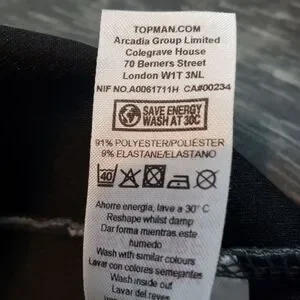 TOPMAN.COM
Arcadia Group Limited
Colegrave House
70 Berners Street
London W1T 3NL
NIF NO.A0061711H CA#00234
SAVE ENERGY
WASH AT 30C
91% POLYESTER/POLIESTER
9% ELASTANE/ELASTANO
40
Ahorre energia, lave a 30° C
Reshape whilst damp
Dar forma mientras este
humedo
Wash with similar colours
Lavar con colores semejantes
Wash inside out
Lavar del reves